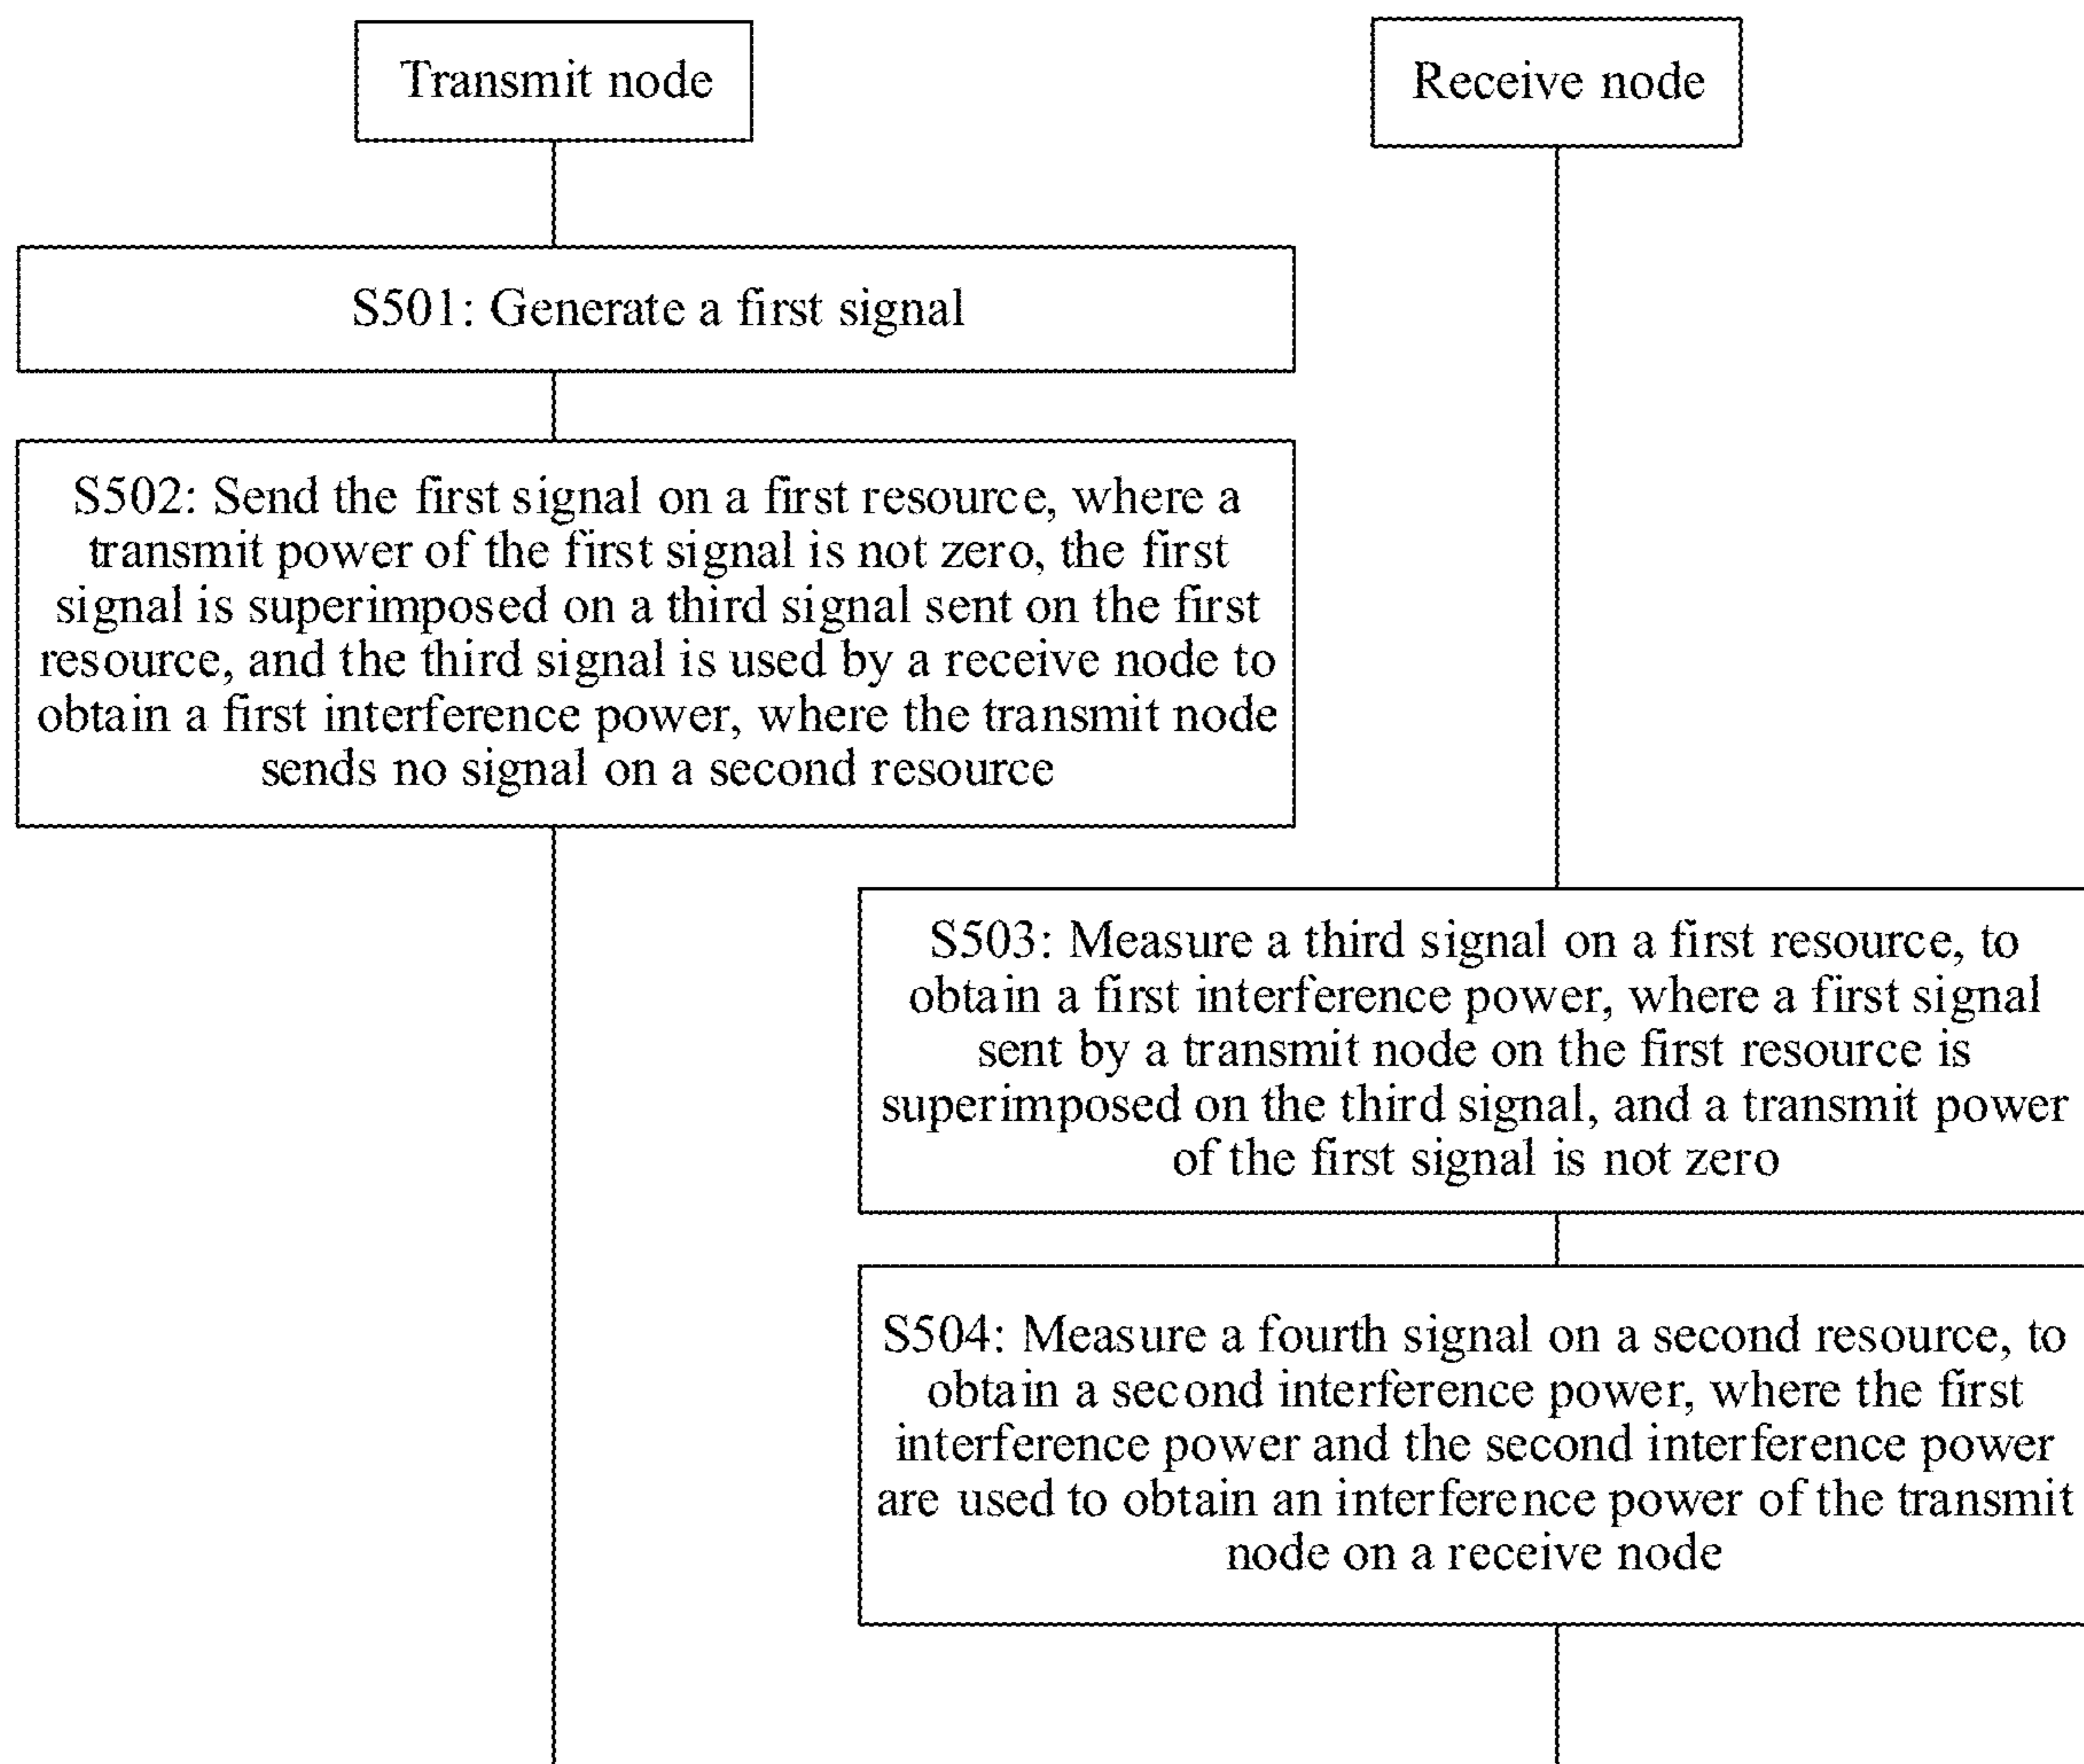 Transmit node
Receive node
S501: Generate a first signal
S502: Send the first signal on a first resource, where a
transmit power of the first signal is not zero, the first
signal is superimposed on a third signal sent on the first
resource, and the third signal is used by a receive node to
obtain a first interference power, where the transmit node
sends no signal on a second resource
S503: Measure a third signal on a first resource, to
obtain a first interference power, where a first signal
sent by a transmit node on the first resource is
superimposed on the third signal, and a transmit power
of the first signal is not zero
S504: Measure a fourth signal on a second resource, to
obtain a second interference power, where the first
interference power and the second interference power
are used to obtain an interference power of the transmit
node on a receive node